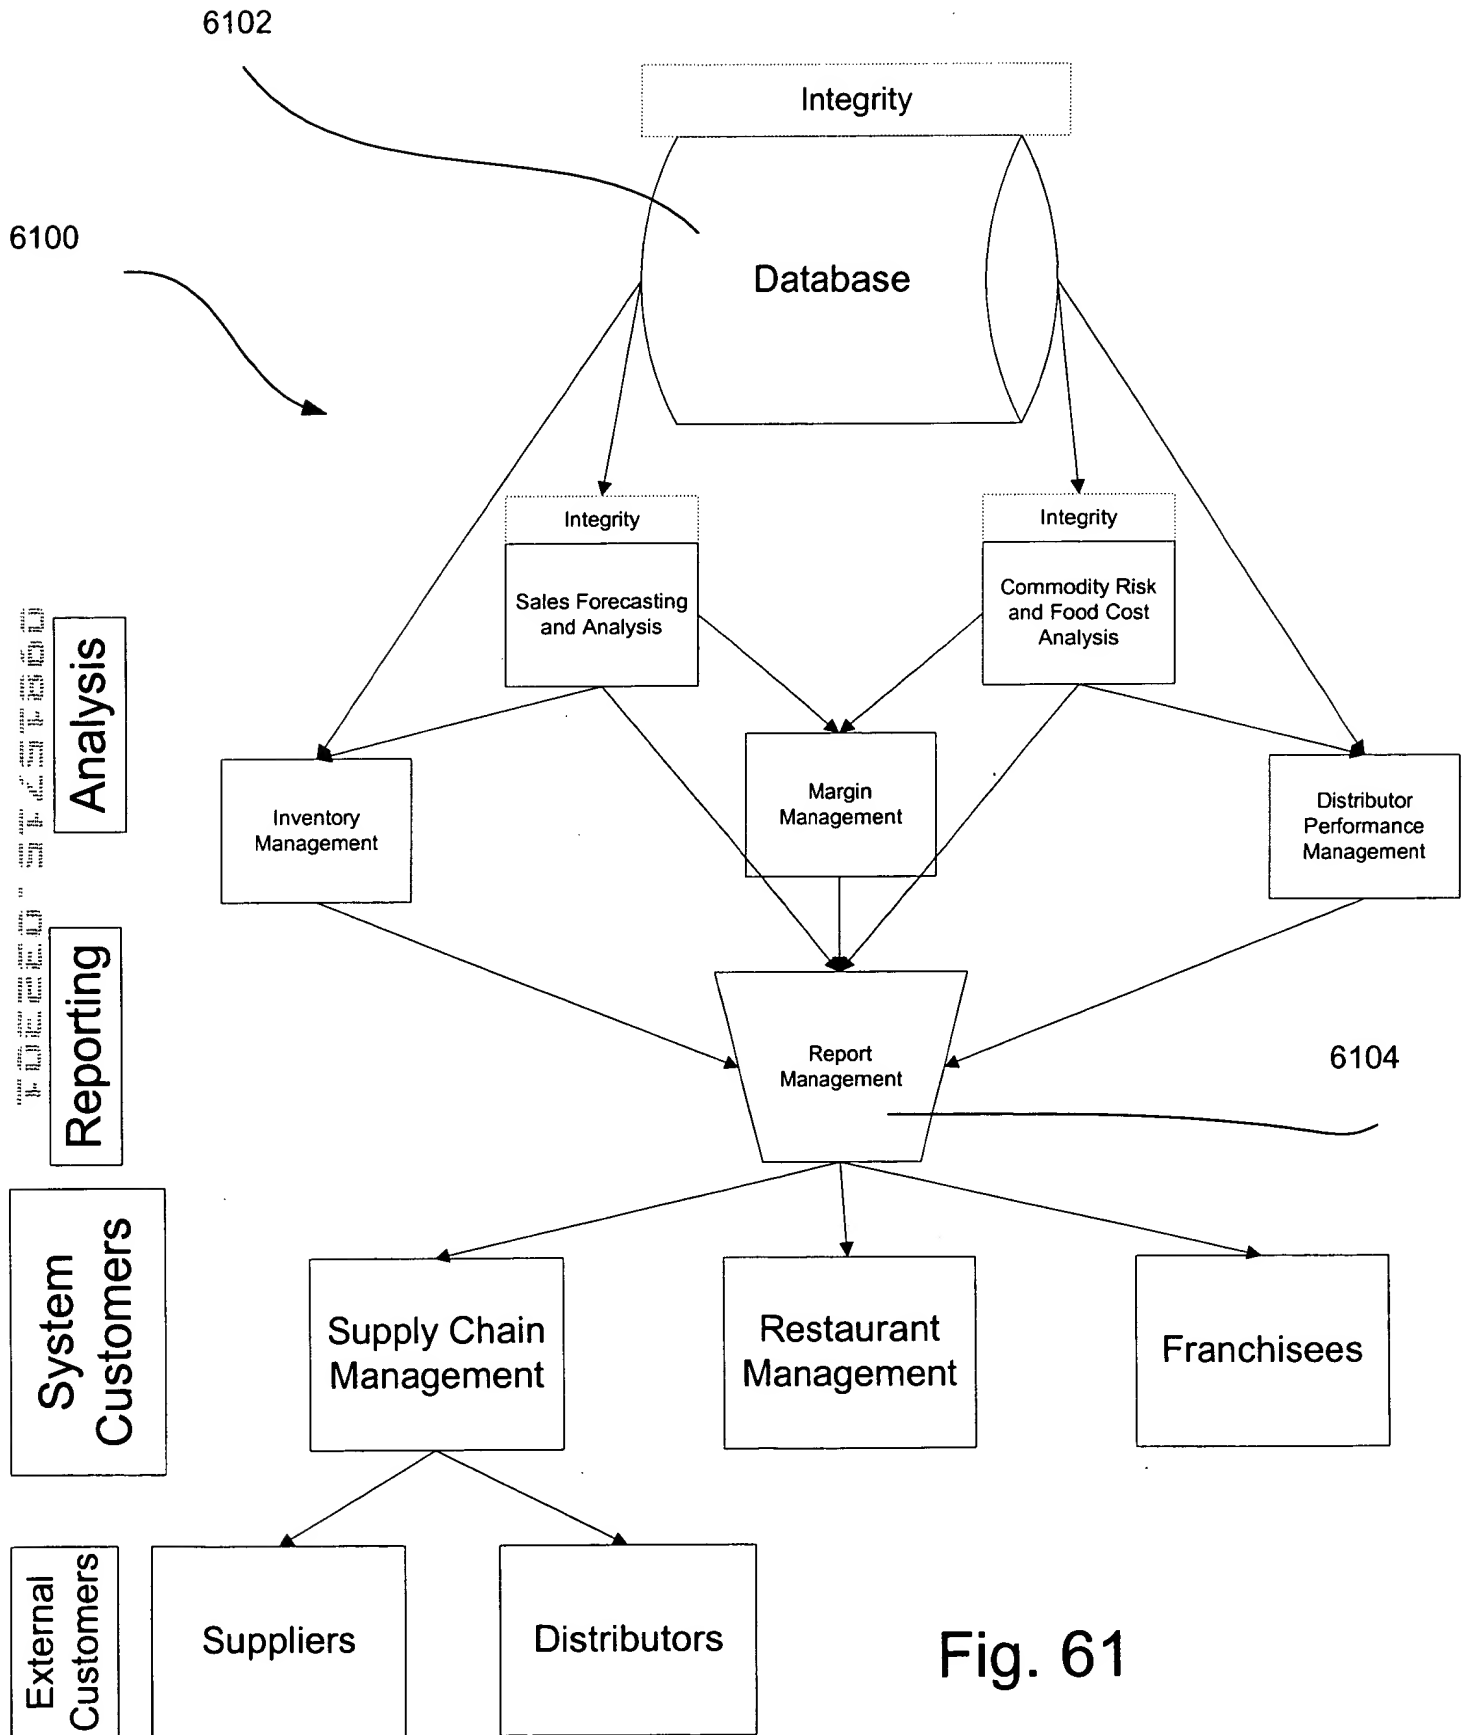 6102
Integrity
6100
Database
Integrity
Integrity
Sales Forecasting
and Analysis
Commodity Risk
and Food Cost
Analysis
Analysis
Inventory
Management
Margin
Management
Distributor
Performance
Management
Reporting
Report
Management
6104
System
Customers
Supply Chain
Management
Restaurant
Management
Franchisees
External
Customers
Suppliers
Distributors
Fig. 61